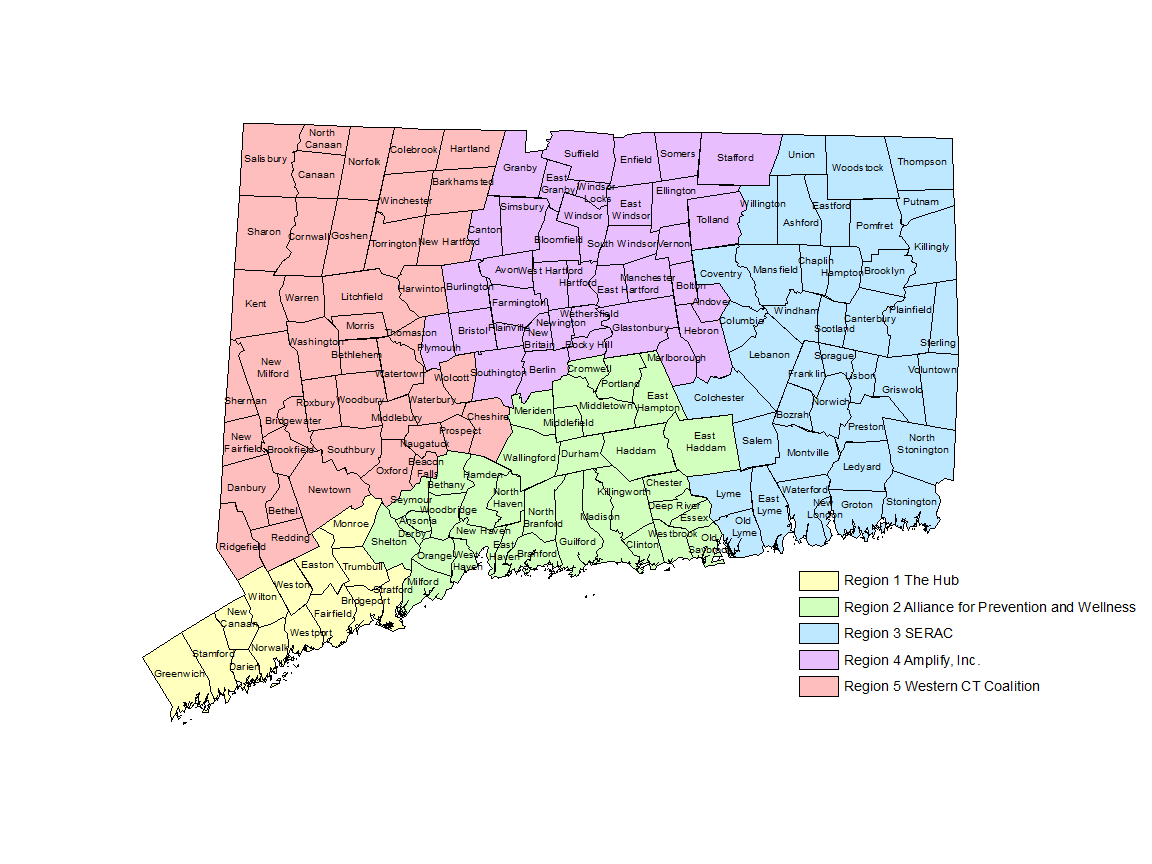 North
Canaan
Salisbury
Canaan
Norfolk
Colebrook
Hartland
Granby
Suffield
Enfield
Somers
Stafford
Union
Woodstock
Thompson
East
Granby
Windsor
Locks
Barkhamsted
Winchester
Simsbury
Windsor
East
Windsor
Ellington
Willington
Ashford
Eastford
Pomfret
Putnam
Killingly
Sharon
Cornwall
Goshen
Torrington
New Hartford
Canton
Bloomfield
South Windsor
Vernon
Tolland
Kent
Warren
Litchfield
Harwinton
Burlington
Avon
West Hartford
Hartford
East Hartford
Manchester
Bolton
Coventry
Mansfield
Chaplin
Hampton
Brooklyn
Andover
Farmington
Plainville
Bristol
Plymouth
Thomaston
Morris
Washington
Bethlehem
Watertown
Wolcott
Southington
Berlin
New
Britain
Newington
Wethersfield
Rocky Hill
Glastonbury
Hebron
Marlborough
Columbia
Windham
Scotland
Canterbury
Plainfield
Sterling
Lebanon
Sprague
Franklin
Lisbon
Griswold
Voluntown
New
Milford
Sherman
Roxbury
Woodbury
Bridgewater
Middlebury
Waterbury
Cheshire
Prospect
Naugatuck
Meriden
Cromwell
Portland
Middletown
Middlefield
East
Hampton
Colchester
Bozrah
Norwich
Preston
North
Stonington
New
Fairfield
Brookfield
Southbury
Oxford
Beacon
Falls
Bethany
Hamden
Wallingford
Durham
Haddam
East
Haddam
Salem
Montville
Ledyard
Danbury
Bethel
Newtown
Seymour
Woodbridge
Ansonia
Derby
North
Haven
New Haven
North
Branford
Madison
Killingworth
Chester
Deep River
Essex
Lyme
East
Lyme
Waterford
New
London
Groton
Stonington
Ridgefield
Redding
Monroe
Shelton
Orange
West
Haven
East
Haven
Branford
Guilford
Clinton
Westbrook
Old
Saybrook
Old
Lyme
Easton
Trumbull
Milford
Stratford
Bridgeport
Fairfield
Weston
Wilton
Westport
Norwalk
New
Canaan
Darien
Stamford
Greenwich
Region 1 The Hub
Region 2 Alliance for Prevention and Wellness
Region 3 SERAC
Region 4 Amplify, Inc.
Region 5 Western CT Coalition